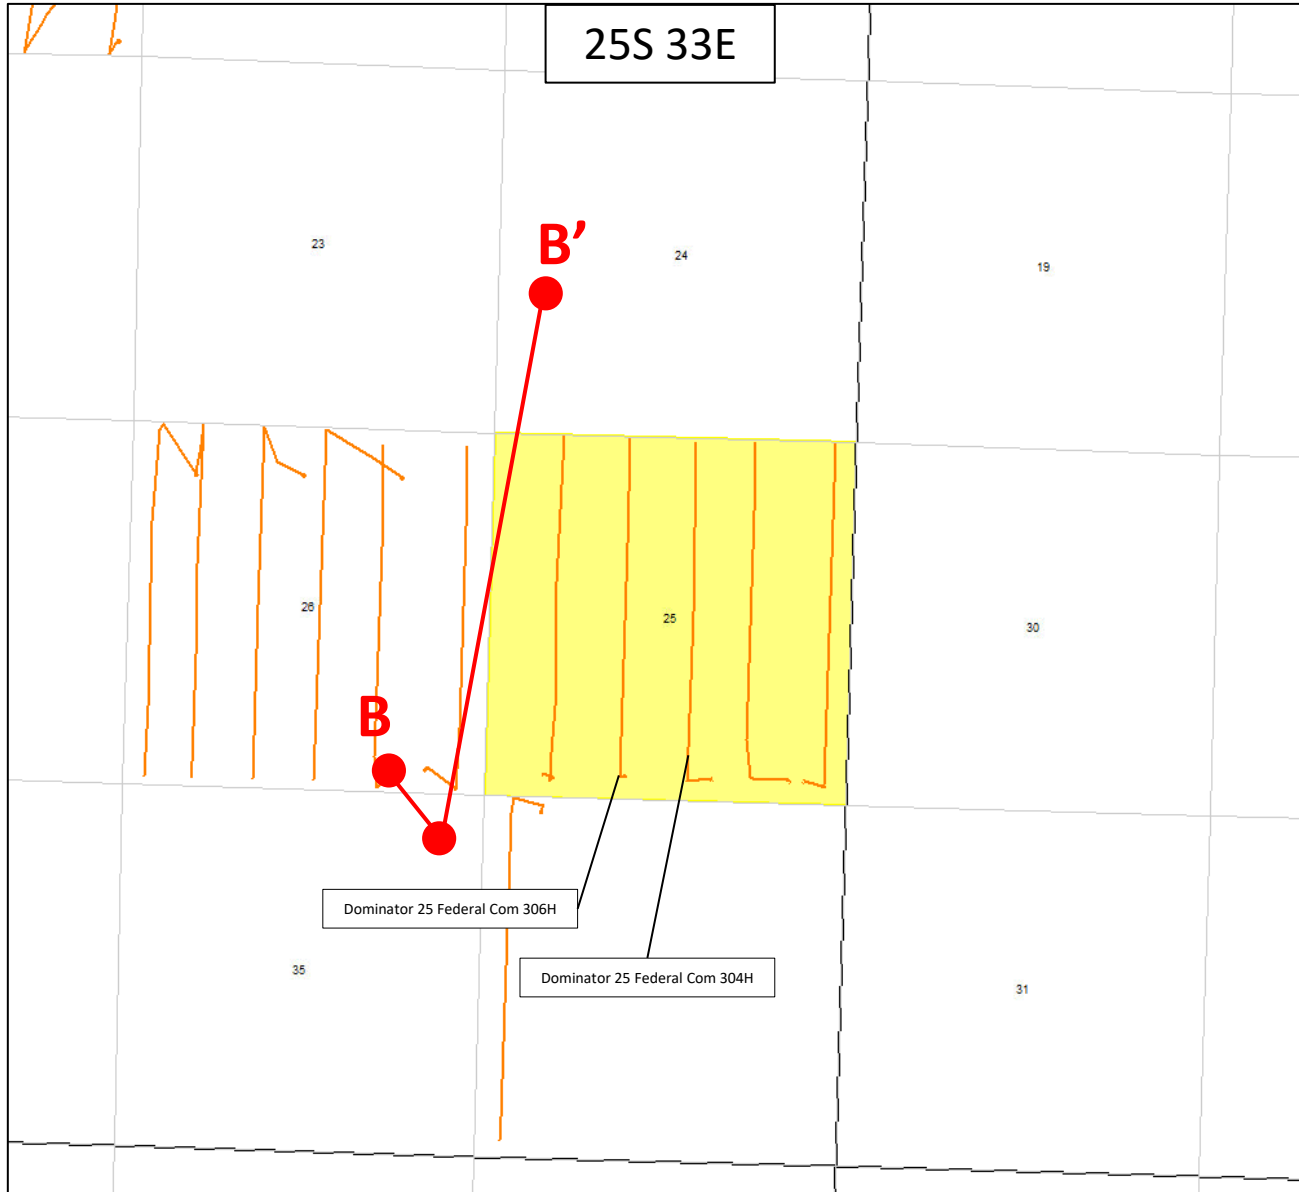 25S 33E
23
B’
24
19
26
25
30
B
Dominator 25 Federal Com 306H
Dominator 25 Federal Com 304H
35
31